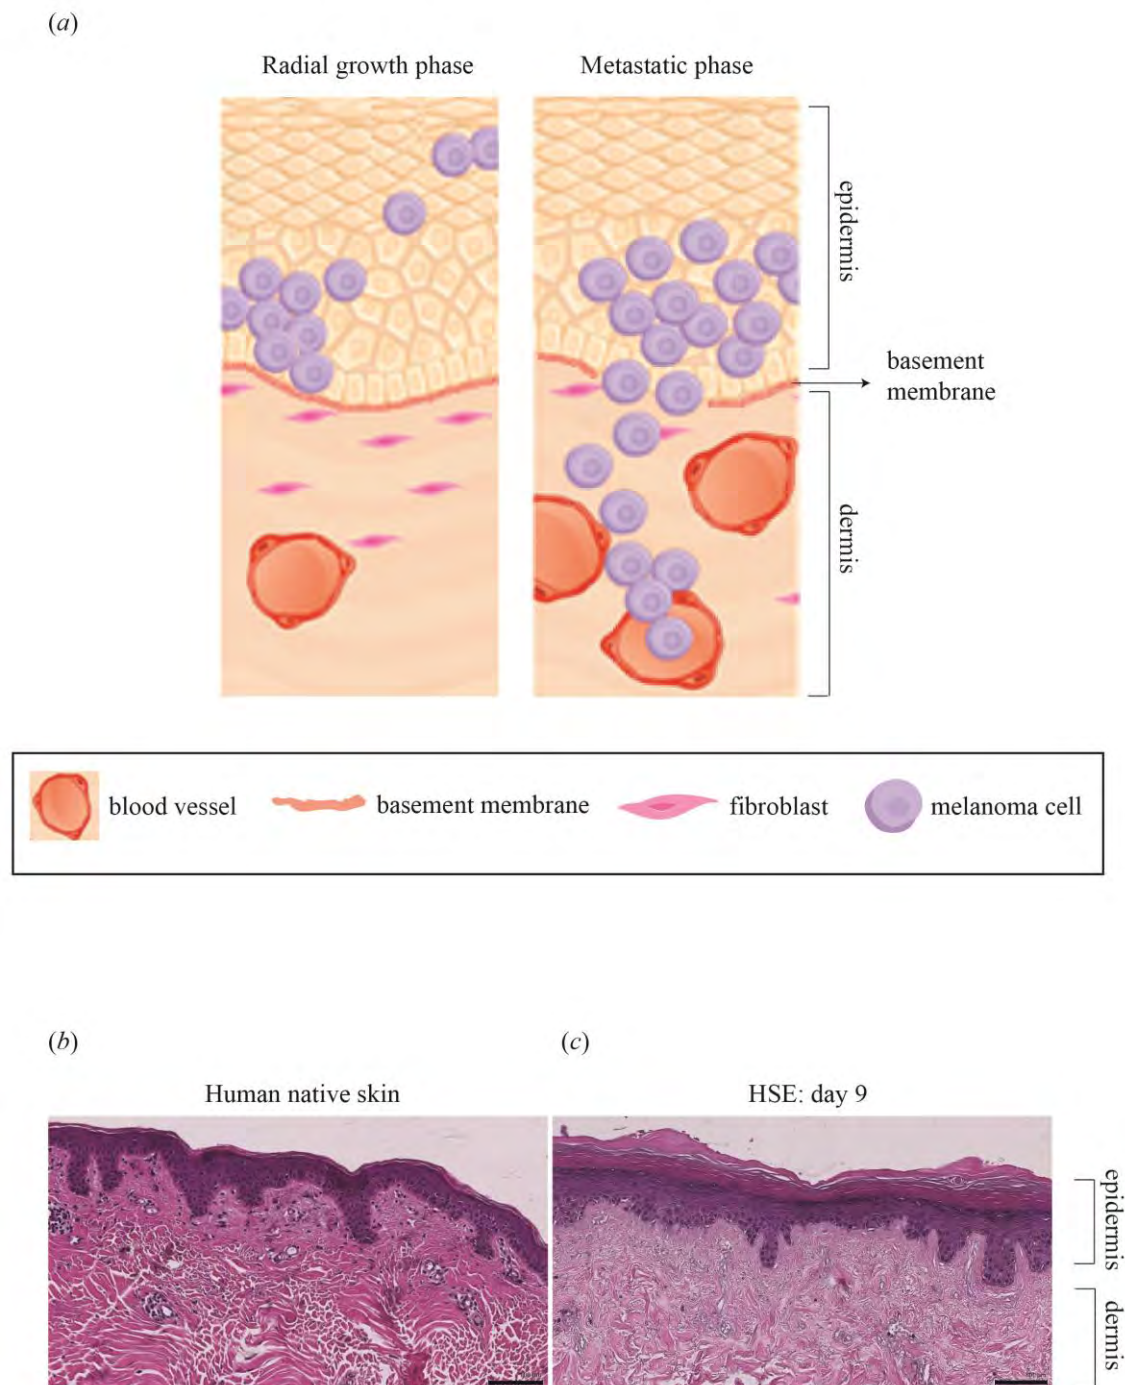 (a)
Radial growth phase
Metastatic phase
epidermis
basement
membrane
dermis
blood vessel
basement membrane
fibroblast
melanoma cell
(b)
(c)
Human native skin
HSE: day 9
epidermis
dermis